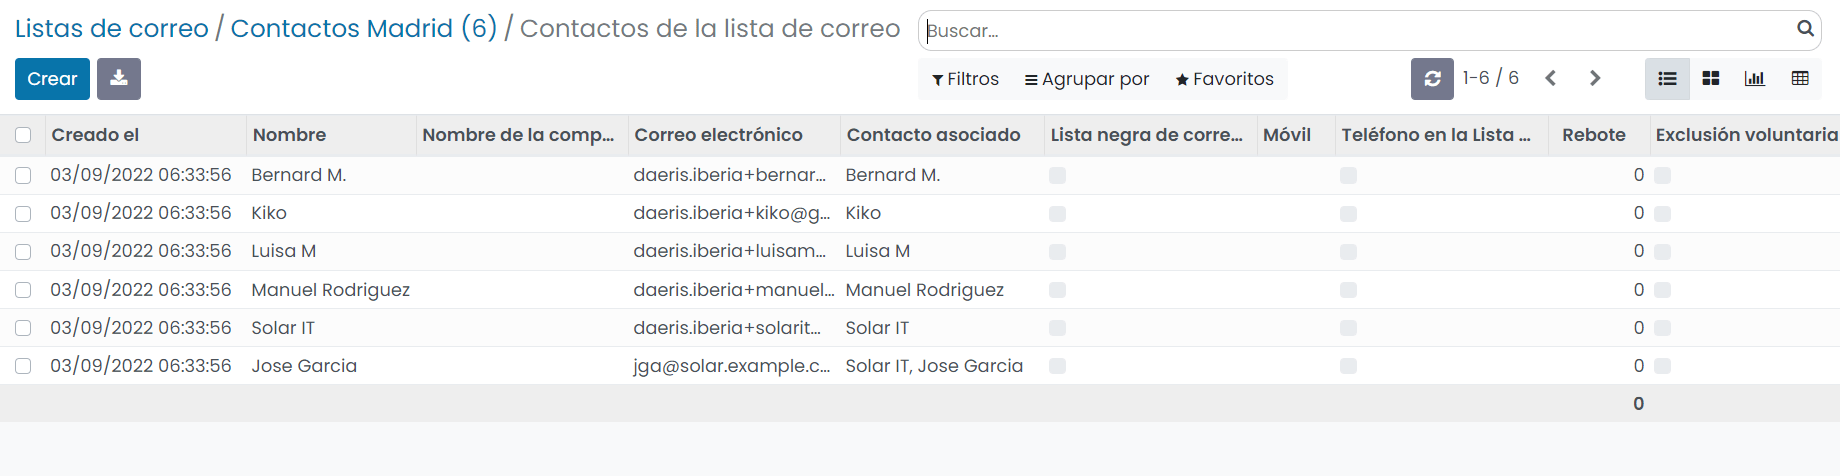 Listas de correo / Contactos Madrid (6) / Contactos de la lista de correo
Buscar...
Crear
Filtros Agrupar por Favoritos
1-6 / 6
Creado el Nombre Nombre de la comp... Correo electrónico Contacto asociado Lista negra de corre... Móvil Teléfono en la Lista ... Rebote Exclusión voluntaria
03/09/2022 06:33:56 Bernard M. daeris.iberia+bernar... Bernard M. 0
03/09/2022 06:33:56 Kiko daeris.iberia+kiko@g... Kiko 0
03/09/2022 06:33:56 Luisa M daeris.iberia+luisam... Luisa M 0
03/09/2022 06:33:56 Manuel Rodriguez daeris.iberia+manuel... Manuel Rodriguez 0
03/09/2022 06:33:56 Solar IT daeris.iberia+solarit... Solar IT 0
03/09/2022 06:33:56 Jose Garcia jga@solar.example.c... Solar IT, Jose Garcia 0
0